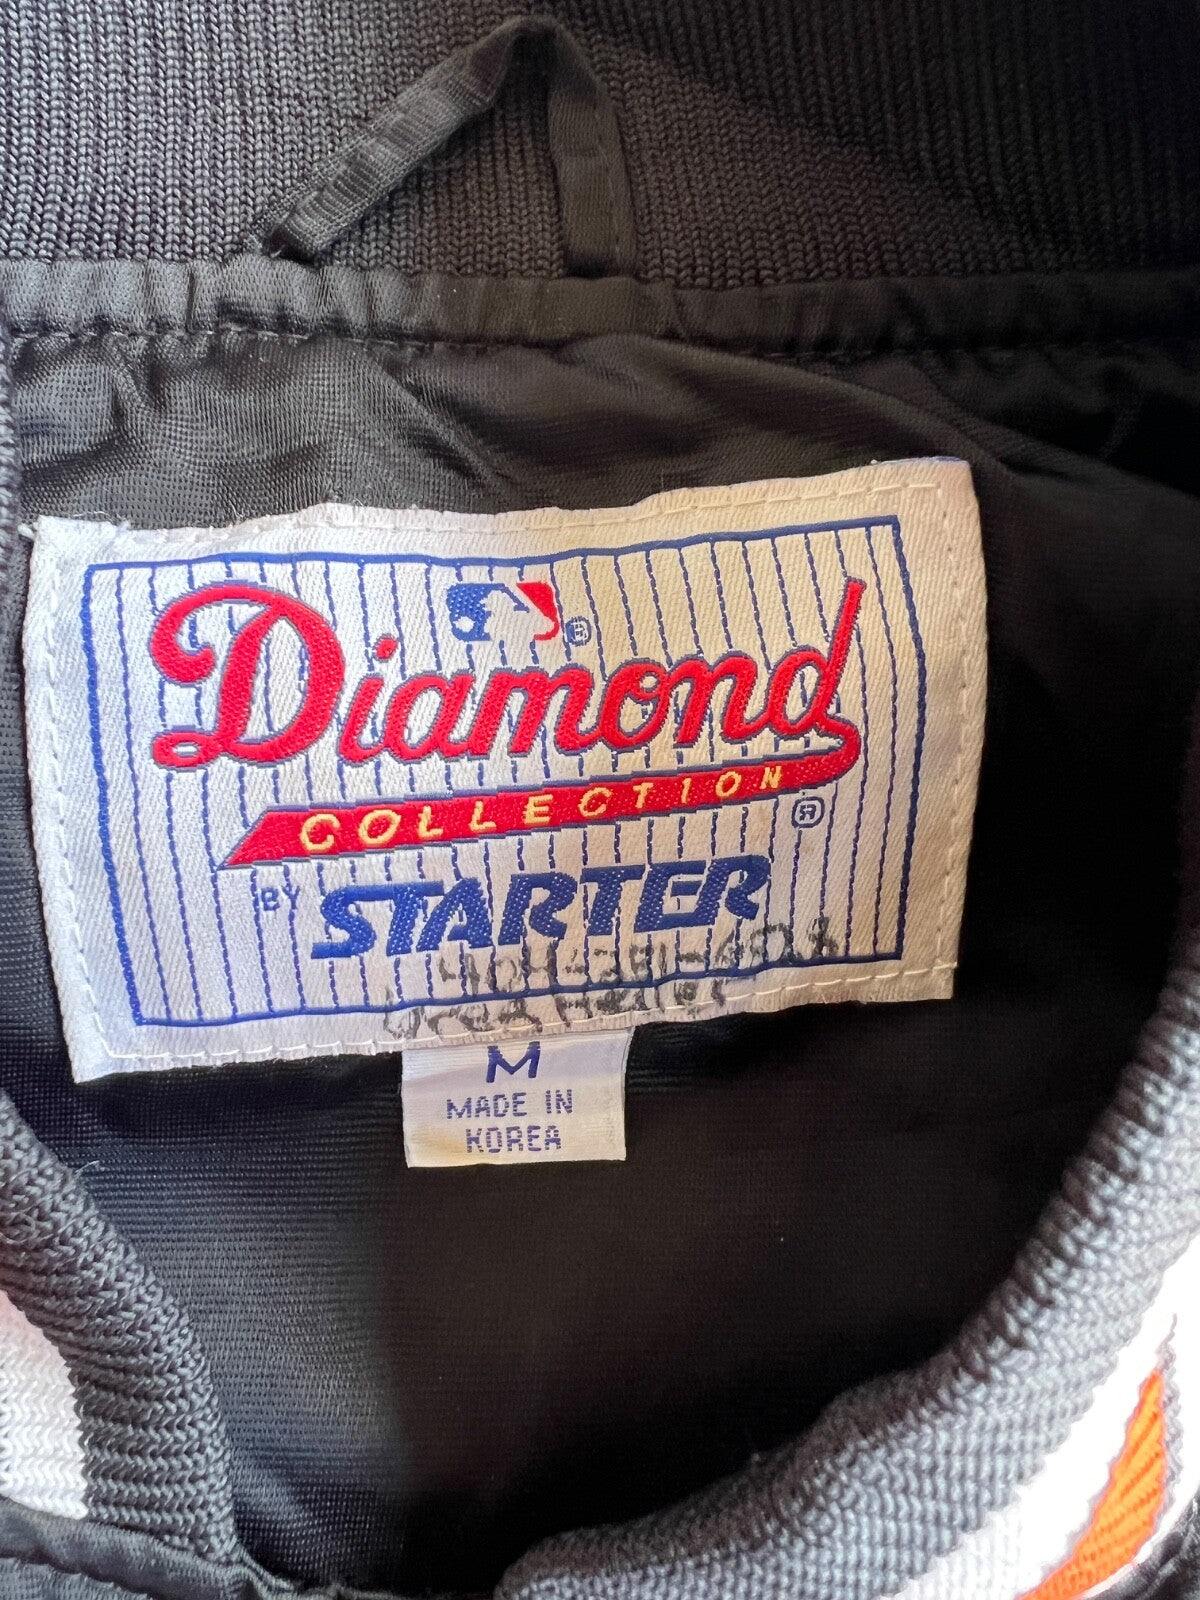 Diamond
®
COLLECTION
®
BY STARTER
M
MADE IN
KOREA